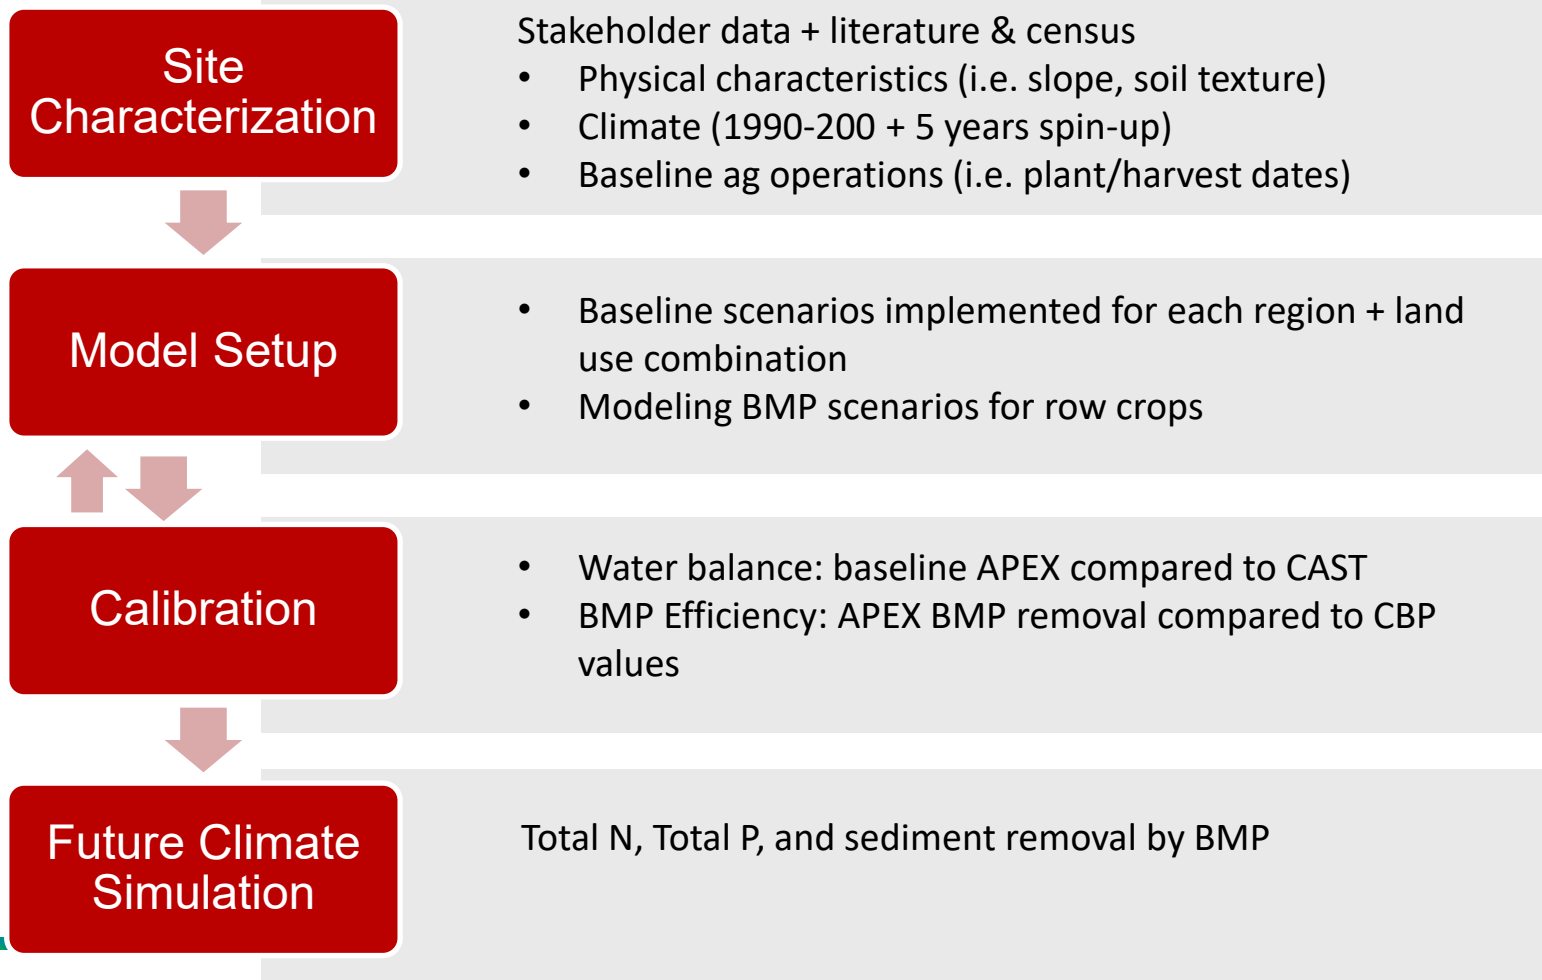 Site
Characterization
Stakeholder data + literature & census
• Physical characteristics (i.e. slope, soil texture)
• Climate (1990-200 + 5 years spin-up)
• Baseline ag operations (i.e. plant/harvest dates)
Model Setup
• Baseline scenarios implemented for each region + land
use combination
• Modeling BMP scenarios for row crops
Calibration
• Water balance: baseline APEX compared to CAST
• BMP Efficiency: APEX BMP removal compared to CBP
values
Future Climate
Simulation
Total N, Total P, and sediment removal by BMP